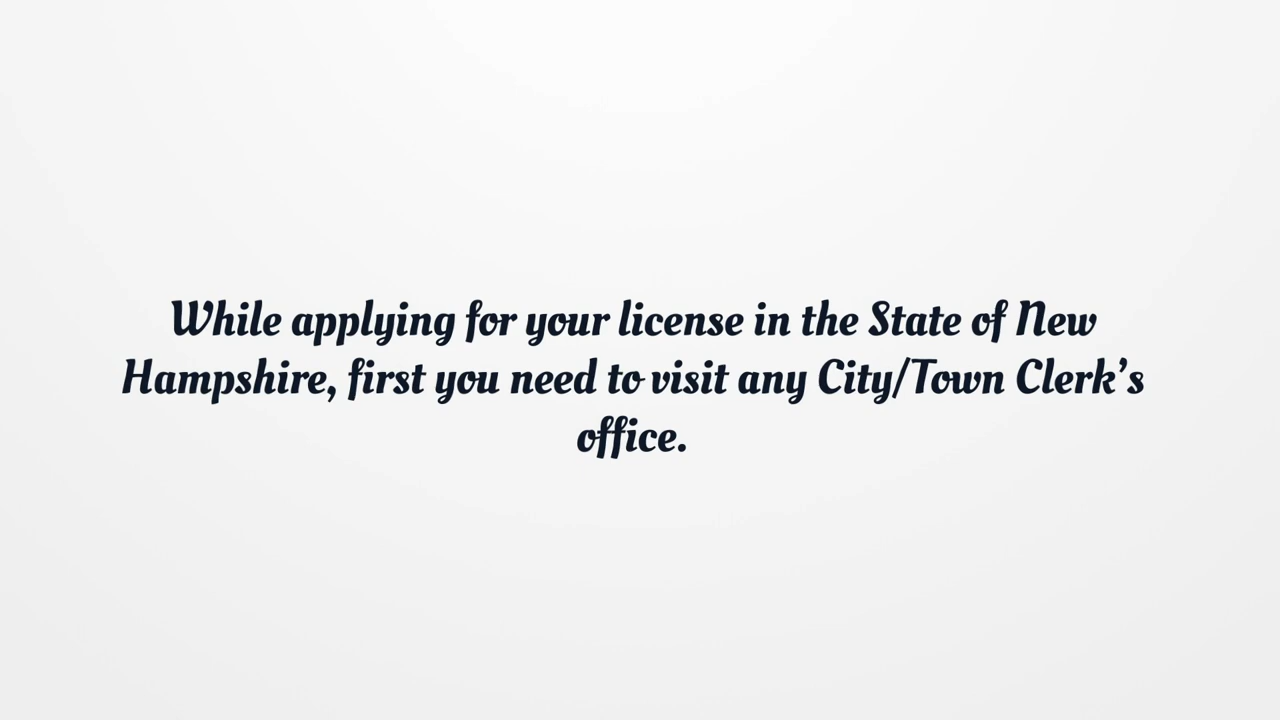 While applying for your license in the State of New
Hampshire, first you need to visit any City/Town Clerk’s
office.